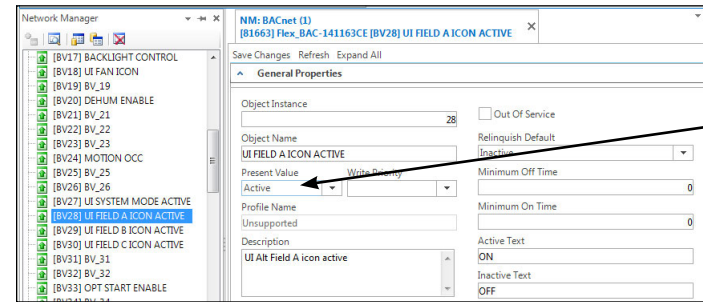 Network Manager
[BV17] BACKLIGHT CONTROL
[BV18] UI FAN ICON
[BV19] BV_19
[BV20] DEHUM ENABLE
[BV21] BV_21
[BV22] BV_22
[BV23] BV_23
[BV24] MOTION OCC
[BV25] BV_25
[BV26] BV_26
[BV27] UI SYSTEM MODE ACTIVE
[BV28] UI FIELD A ICON ACTIVE
[BV29] UI FIELD B ICON ACTIVE
[BV30] UI FIELD C ICON ACTIVE
[BV31] BV_31
[BV32] BV_32
[BV33] OPT START ENABLE
NM: BACnet (1)
[81663] Flex_BAC-141163CE [BV28] UI FIELD A ICON ACTIVE
Save Changes Refresh Expand All
General Properties
Object Instance
28
Out Of Service
Object Name
UI FIELD A ICON ACTIVE
Relinquish Default
Inactive
Present Value
Write Priority
Active
Minimum Off Time
0
Profile Name
Unsupported
Minimum On Time
0
Description
UI Alt Field A icon active
Active Text
ON
Inactive Text
OFF